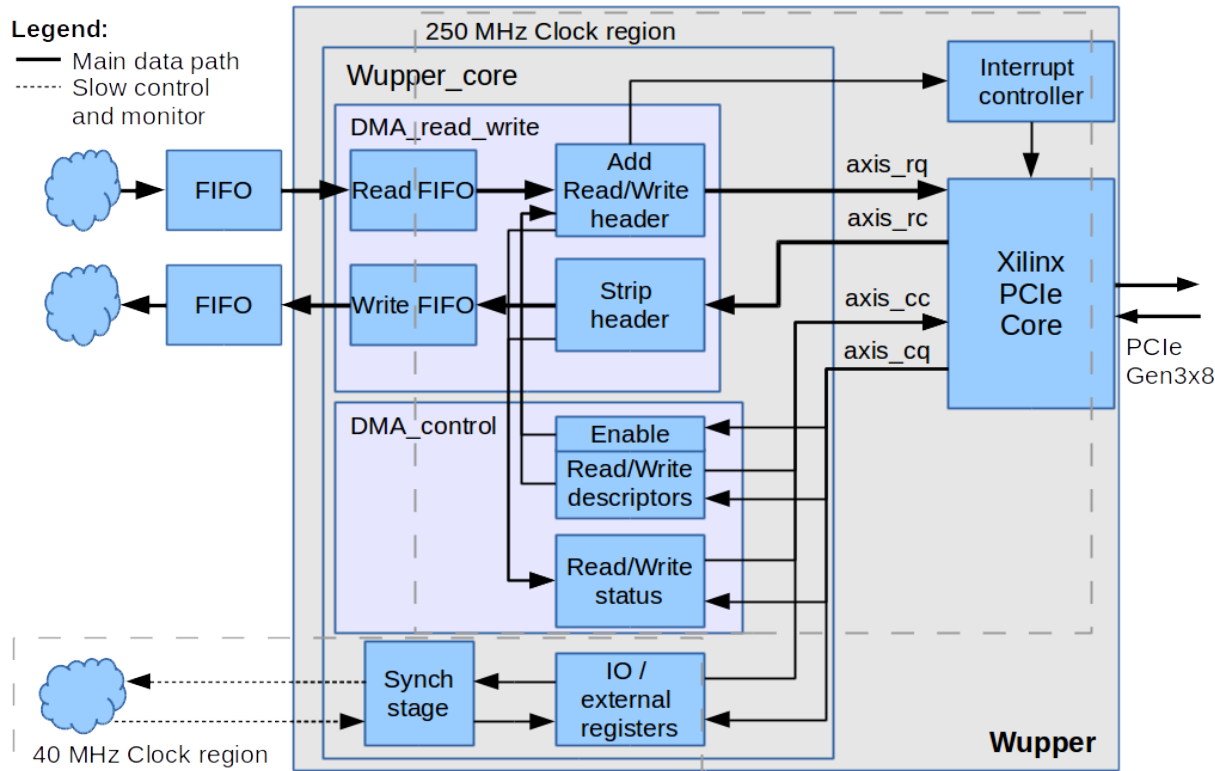 Legend:
Main data path
Slow control
and monitor
250 MHz Clock region
Wupper_core
Interrupt
controller
DMA_read_write
FIFO
Read FIFO
Add
Read/Write
header
axis_rq
axis_rc
FIFO
Write FIFO
Strip
header
axis_cc
axis_cq
Xilinx
PCIe
Core
PCIe
Gen3x8
DMA_control
Enable
Read/Write
descriptors
Read/Write
status
Synch
stage
IO /
external
registers
40 MHz Clock region
Wupper